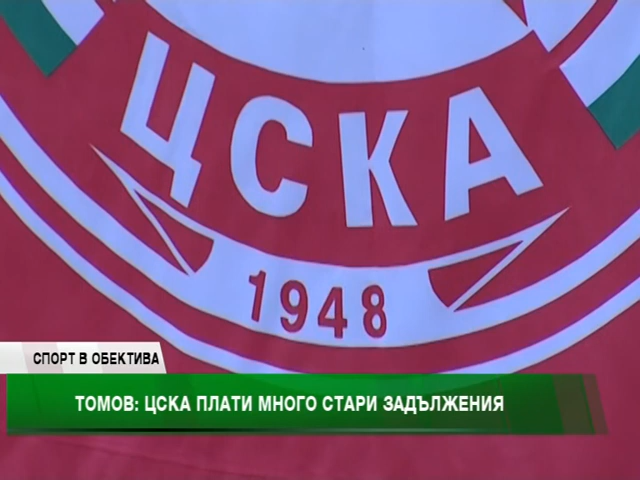 ЦСКА
1948
СПОРТ В ОБЕКТИВА
ТОМОВ: ЦСКА ПЛАТИ МНОГО СТАРИ ЗАДЪЛЖЕНИЯ